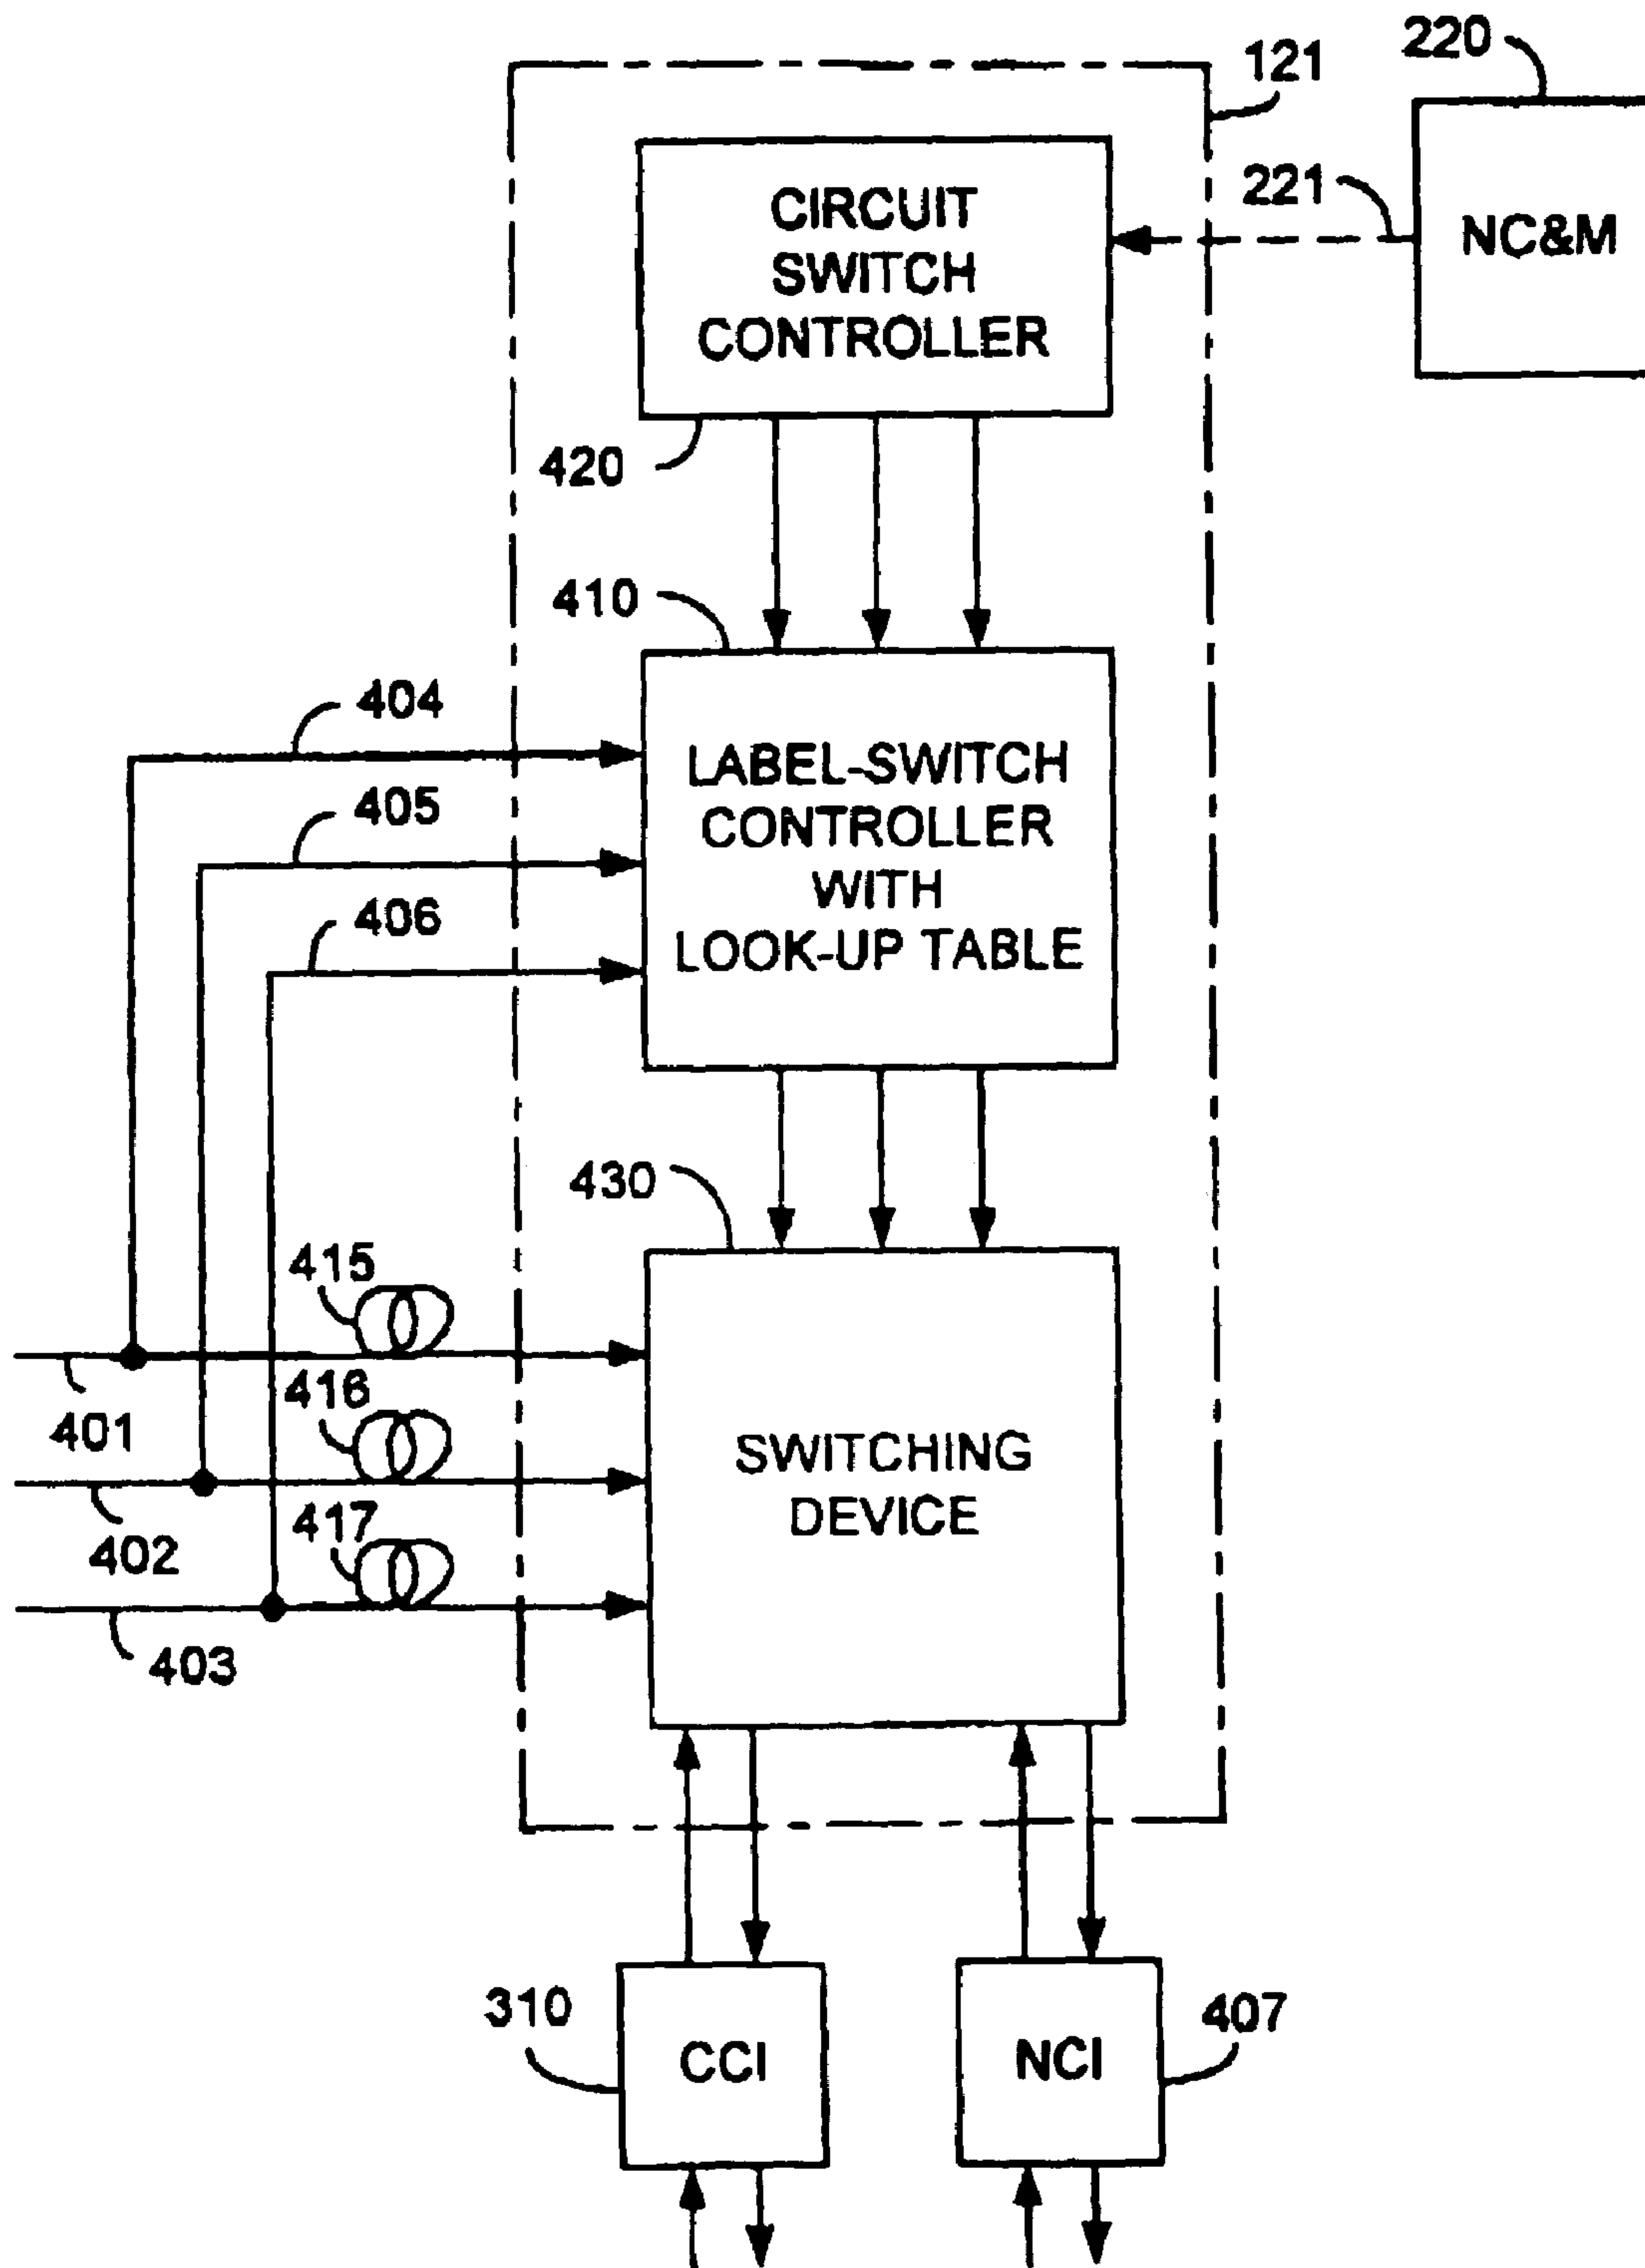 220
121
CIRCUIT
SWITCH
CONTROLLER
221
NC&M
420
410
404
LABEL-SWITCH
CONTROLLER
WITH
LOOK-UP TABLE
405
406
430
415
401
416
SWITCHING
DEVICE
402
417
403
310
CCI
NCI
407